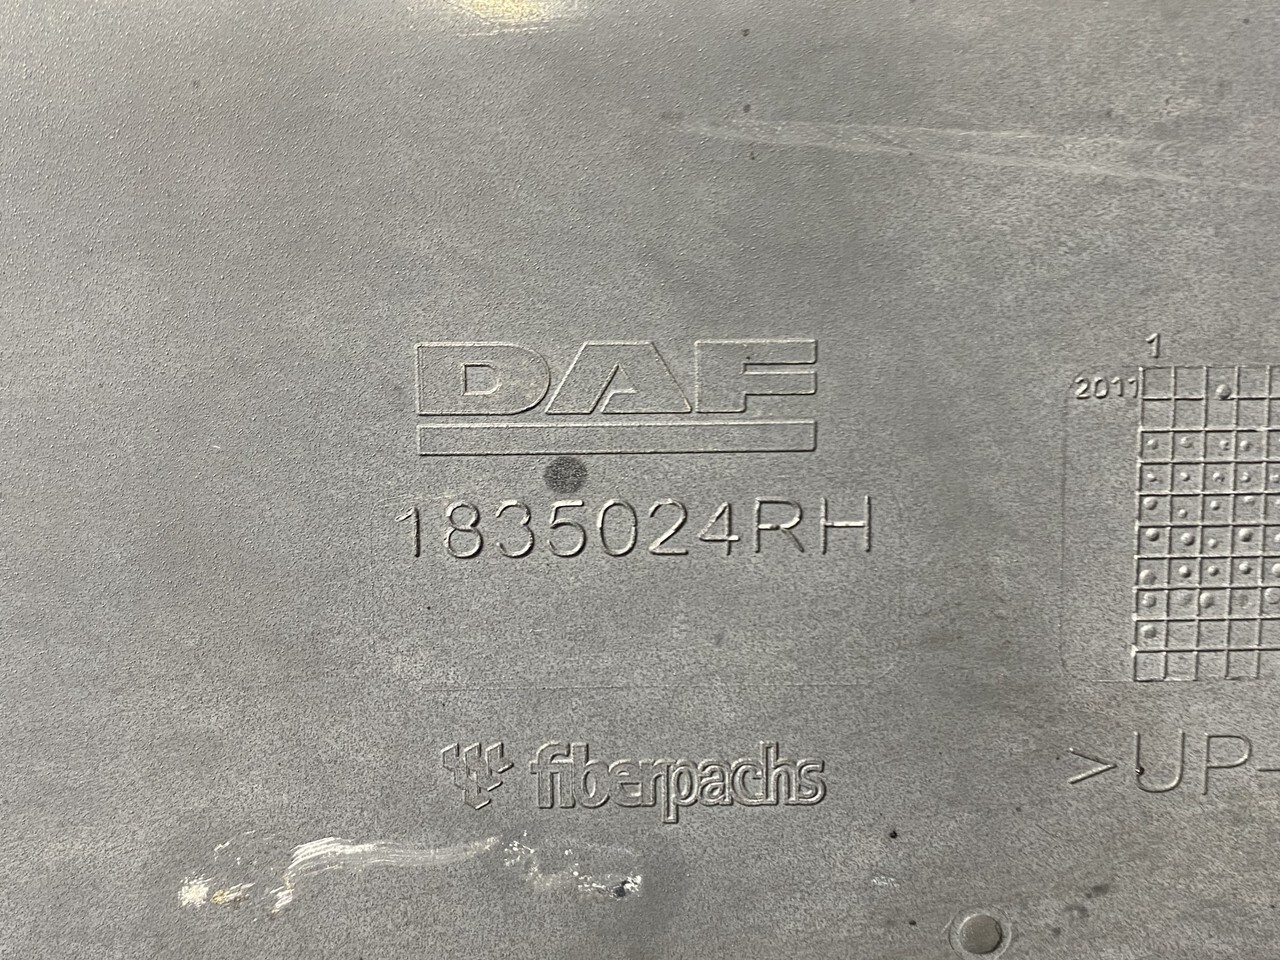 DAF
1835024RH
1
2011
fiberpachs
>UP-